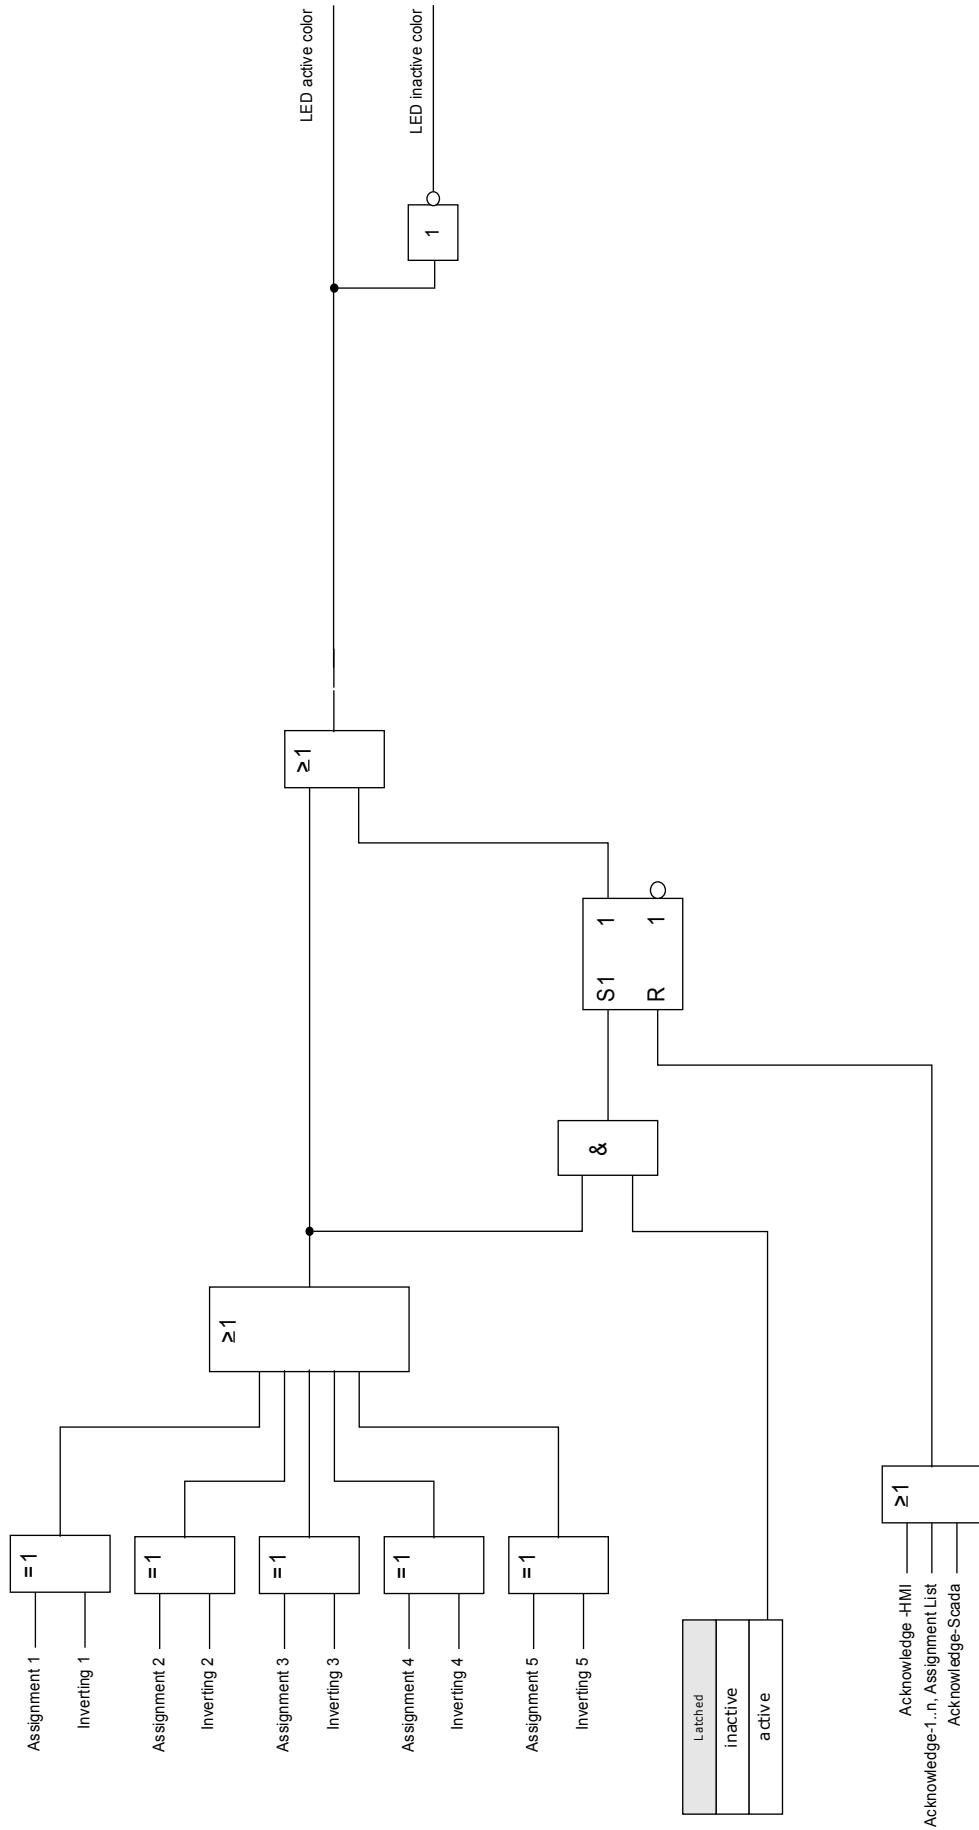 LED active color
LED inactive color
1
≥1
S1 1
R 1
&
≥1
=1
=1
=1
=1
=1
Assignment 1
Inverting 1
Assignment 2
Inverting 2
Assignment 3
Inverting 3
Assignment 4
Inverting 4
Assignment 5
Inverting 5
Latched
inactive
active
≥1
Acknowledge -HMI
Acknowledge-1..n, Assignment List
Acknowledge-Scada